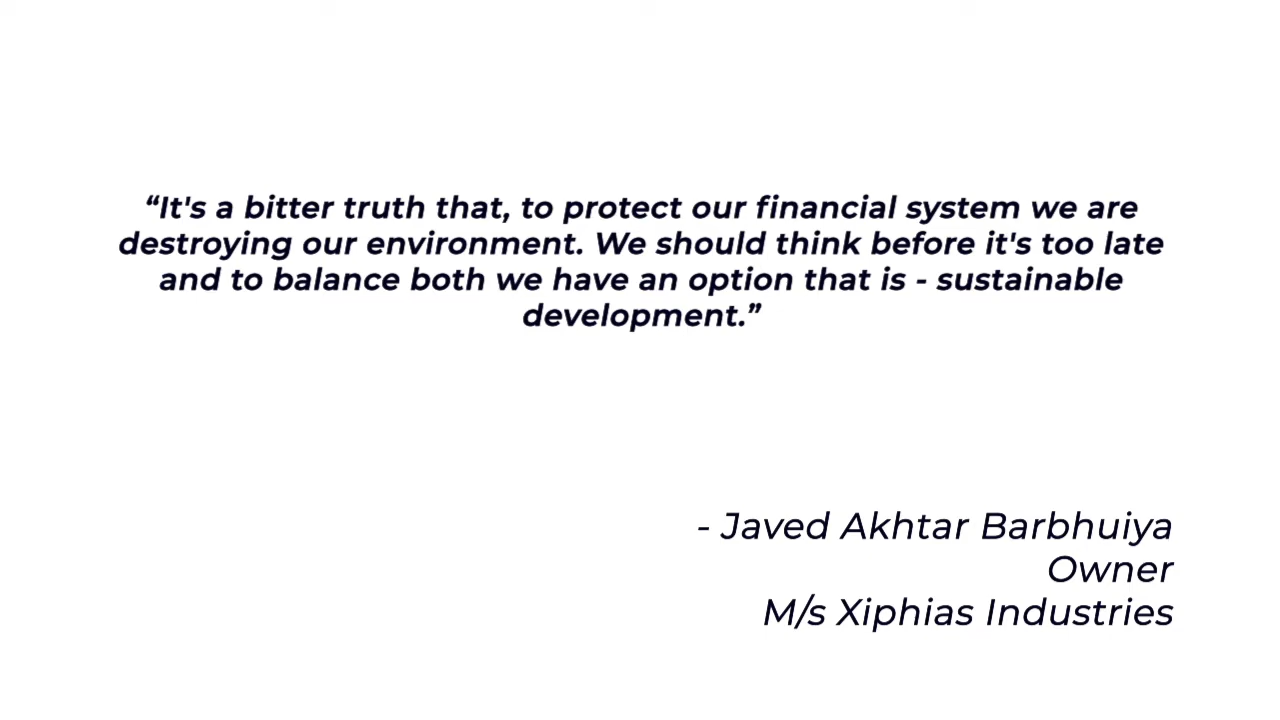 “It's a bitter truth that, to protect our financial system we are
destroying our environment. We should think before it's too late
and to balance both we have an option that is - sustainable
development.”
- Javed Akhtar Barbhuiya
Owner
M/s Xiphias Industries